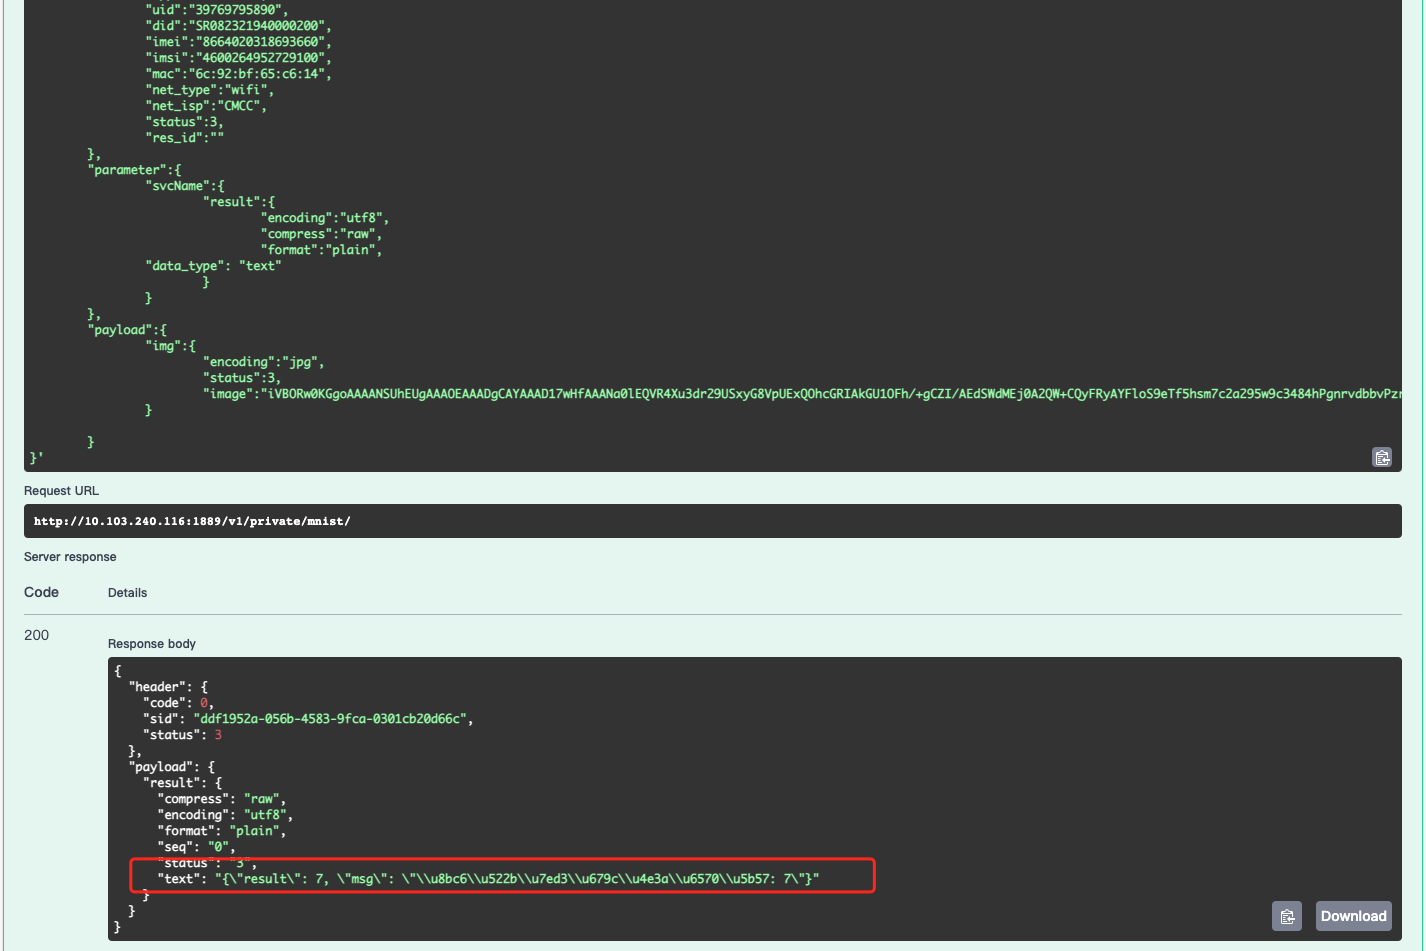 "uid":"39769795890",
"did":"SR082321940000200",
"imei":"8664020318693660",
"imsi":"4600264952729100",
"mac":"6c:92:bf:65:c6:14",
"net_type":"wifi",
"net_isp":"CMCC",
"status":3,
"res_id":""
},
"parameter":{
"svcName":{
"result":{
"encoding":"utf8",
"compress":"raw",
"format":"plain",
"data_type": "text"
}
}
},
"payload":{
"img":{
"encoding":"jpg",
"status":3,
"image":"iVBORw0KGgoAAAANSUhEUgAAAOEAAADgCAYAAAD17wHfAAANa0lEQVR4Xu3dr29USxyG8VpUExQOhcGRIAkGU1OFh/+gCZI/AEdSWdMEj0A2QW+CQyFRyAYFloS9eTf5hsm7c2a295w9c3484hPgnrvdbbvPzr
}
}
}'
Request URL
http://10.103.240.116:1889/v1/private/mnist/
Server response
Code Details
200
Response body
{
"header": {
"code": 0,
"sid": "ddf1952a-056b-4583-9fca-0301cb20d66c",
"status": 3
},
"payload": {
"result": {
"compress": "raw",
"encoding": "utf8",
"format": "plain",
"seq": "0",
"status": "3",
"text": "{\"result\": 7, \"msg\": \"\\u8bc6\\u522b\\u7ed3\\u679c\\u4e3a\\u6570\\u5b57: 7\"}"
}
}
}
Download